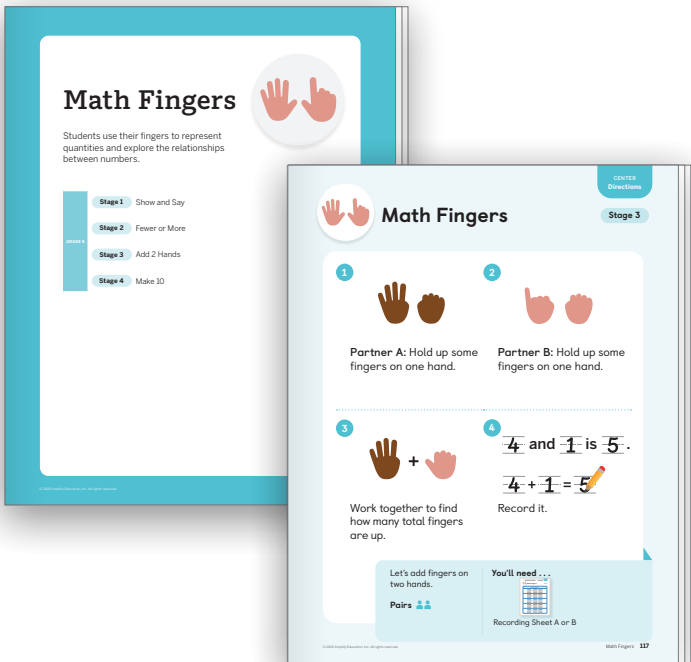 Math Fingers
Students use their fingers to represent
quantities and explore the relationships
between numbers.
Stage 1 Show and Say
Stage 2 Fewer or More
Stage 3 Add 2 Hands
Stage 4 Make 10
CENTER
Directions
Math Fingers
Stage 3
1
2
Partner A: Hold up some
fingers on one hand.
Partner B: Hold up some
fingers on one hand.
3
+
Work together to find
how many total fingers
are up.
4
4 and 1 is 5.
4 + 1 = 5
Record it.
Let's add fingers on
two hands.
Pairs
You'll need . . .
Recording Sheet A or B
Math Fingers 117